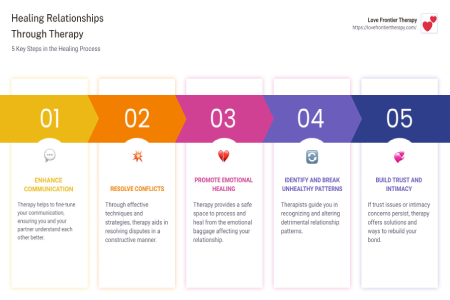 Healing Relationships
Through Therapy
5 Key Steps in the Healing Process
Love Frontier Therapy
https://lovefrontiertherapy.com/
01
02
03
04
05
ENHANCE
COMMUNICATION
Therapy helps to fine-tune
your communication,
ensuring you and your
partner understand each
other better.
RESOLVE CONFLICTS
Through effective
techniques and
strategies, therapy aids in
resolving disputes in a
constructive manner.
PROMOTE EMOTIONAL
HEALING
Therapy provides a safe
space to process and
heal from the emotional
baggage affecting your
relationship.
IDENTIFY AND BREAK
UNHEALTHY PATTERNS
Therapists guide you in
recognizing and altering
detrimental relationship
patterns.
BUILD TRUST AND
INTIMACY
If trust issues or intimacy
concerns persist, therapy
offers solutions and
ways to rebuild your
bond.